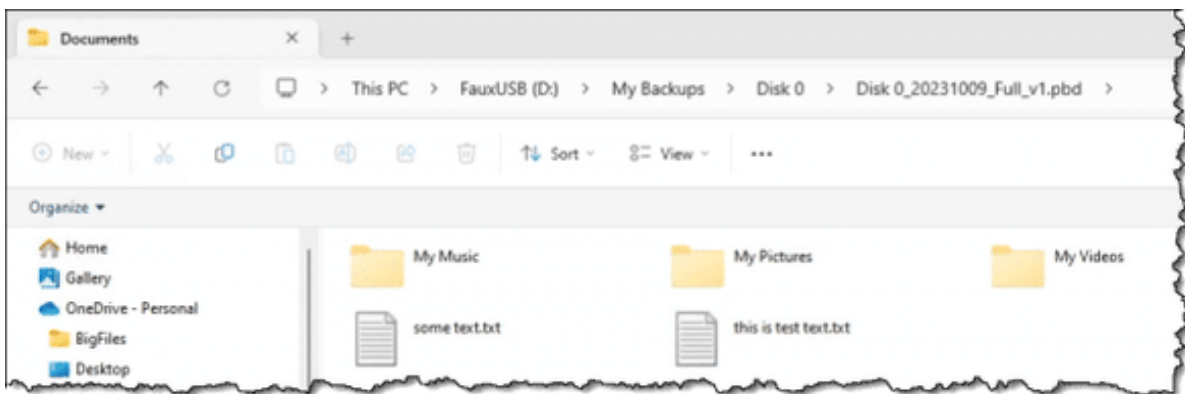 Documents
This PC > FauxUSB (D:) > My Backups > Disk 0 > Disk 0_20231009_Full_v1.pbd >
New Sort View ...
Organize
Home
Gallery
OneDrive - Personal
BigFiles
Desktop
My Music My Pictures My Videos
some text.txt this is test text.txt